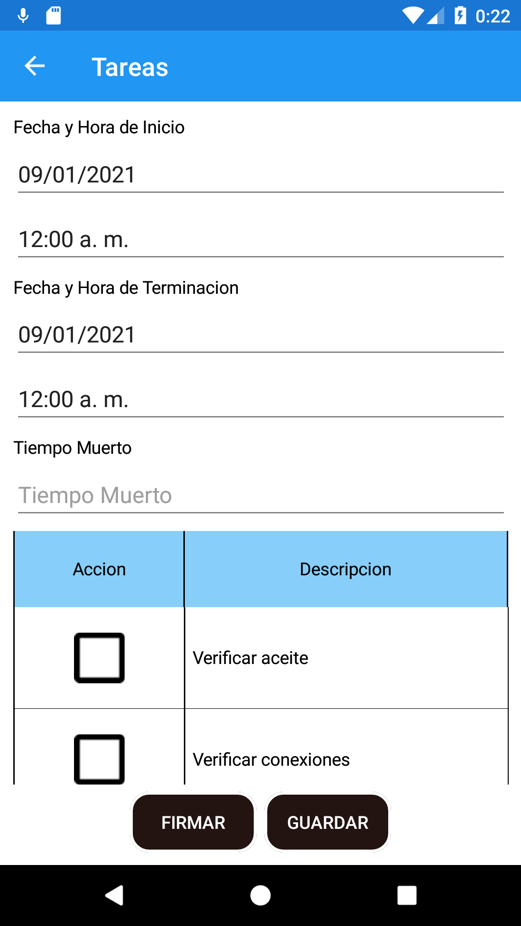 0:22
Tareas
Fecha y Hora de Inicio
09/01/2021
12:00 a. m.
Fecha y Hora de Terminacion
09/01/2021
12:00 a. m.
Tiempo Muerto
Tiempo Muerto
Accion Descripcion
Verificar aceite
Verificar conexiones
FIRMAR GUARDAR